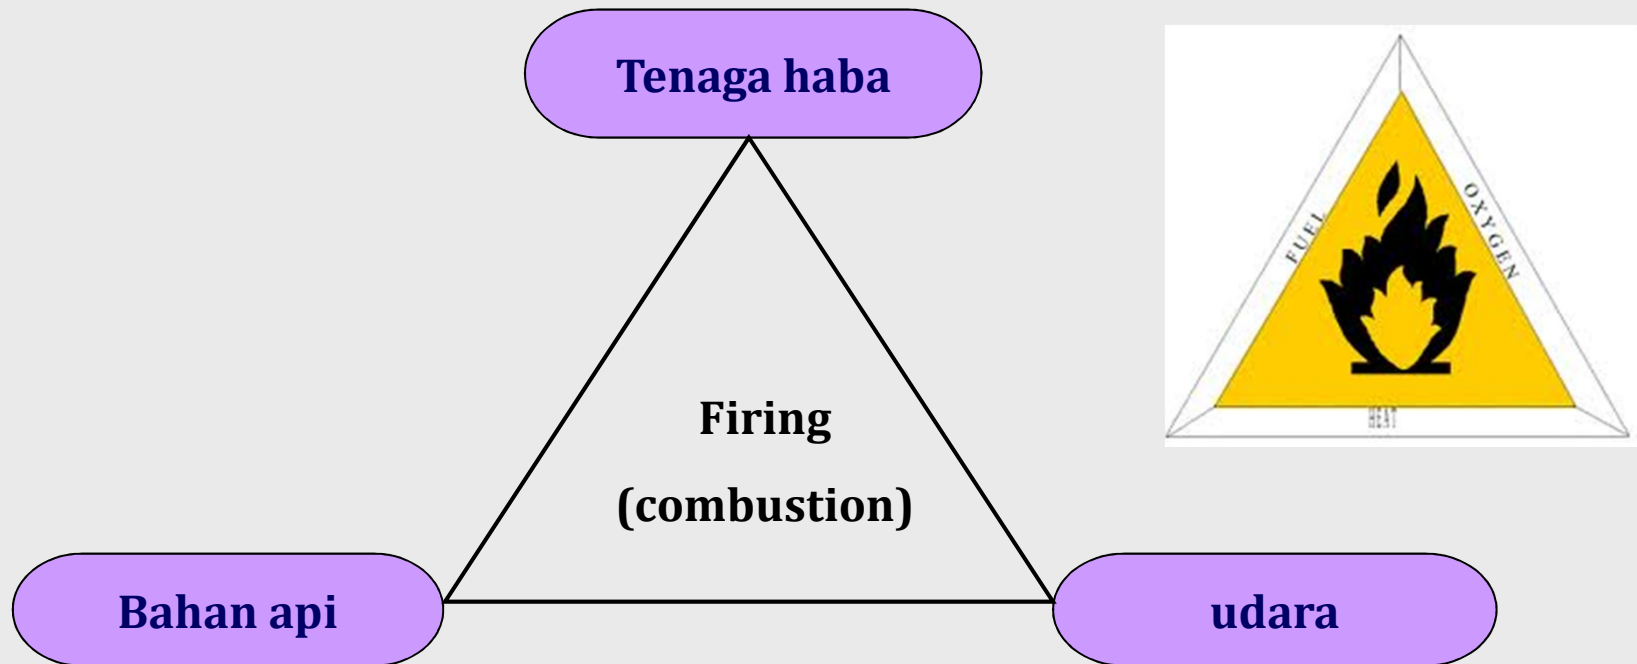 Tenaga haba
FUEL
OXYGEN
HEAT
Firing
(combustion)
Bahan api
udara